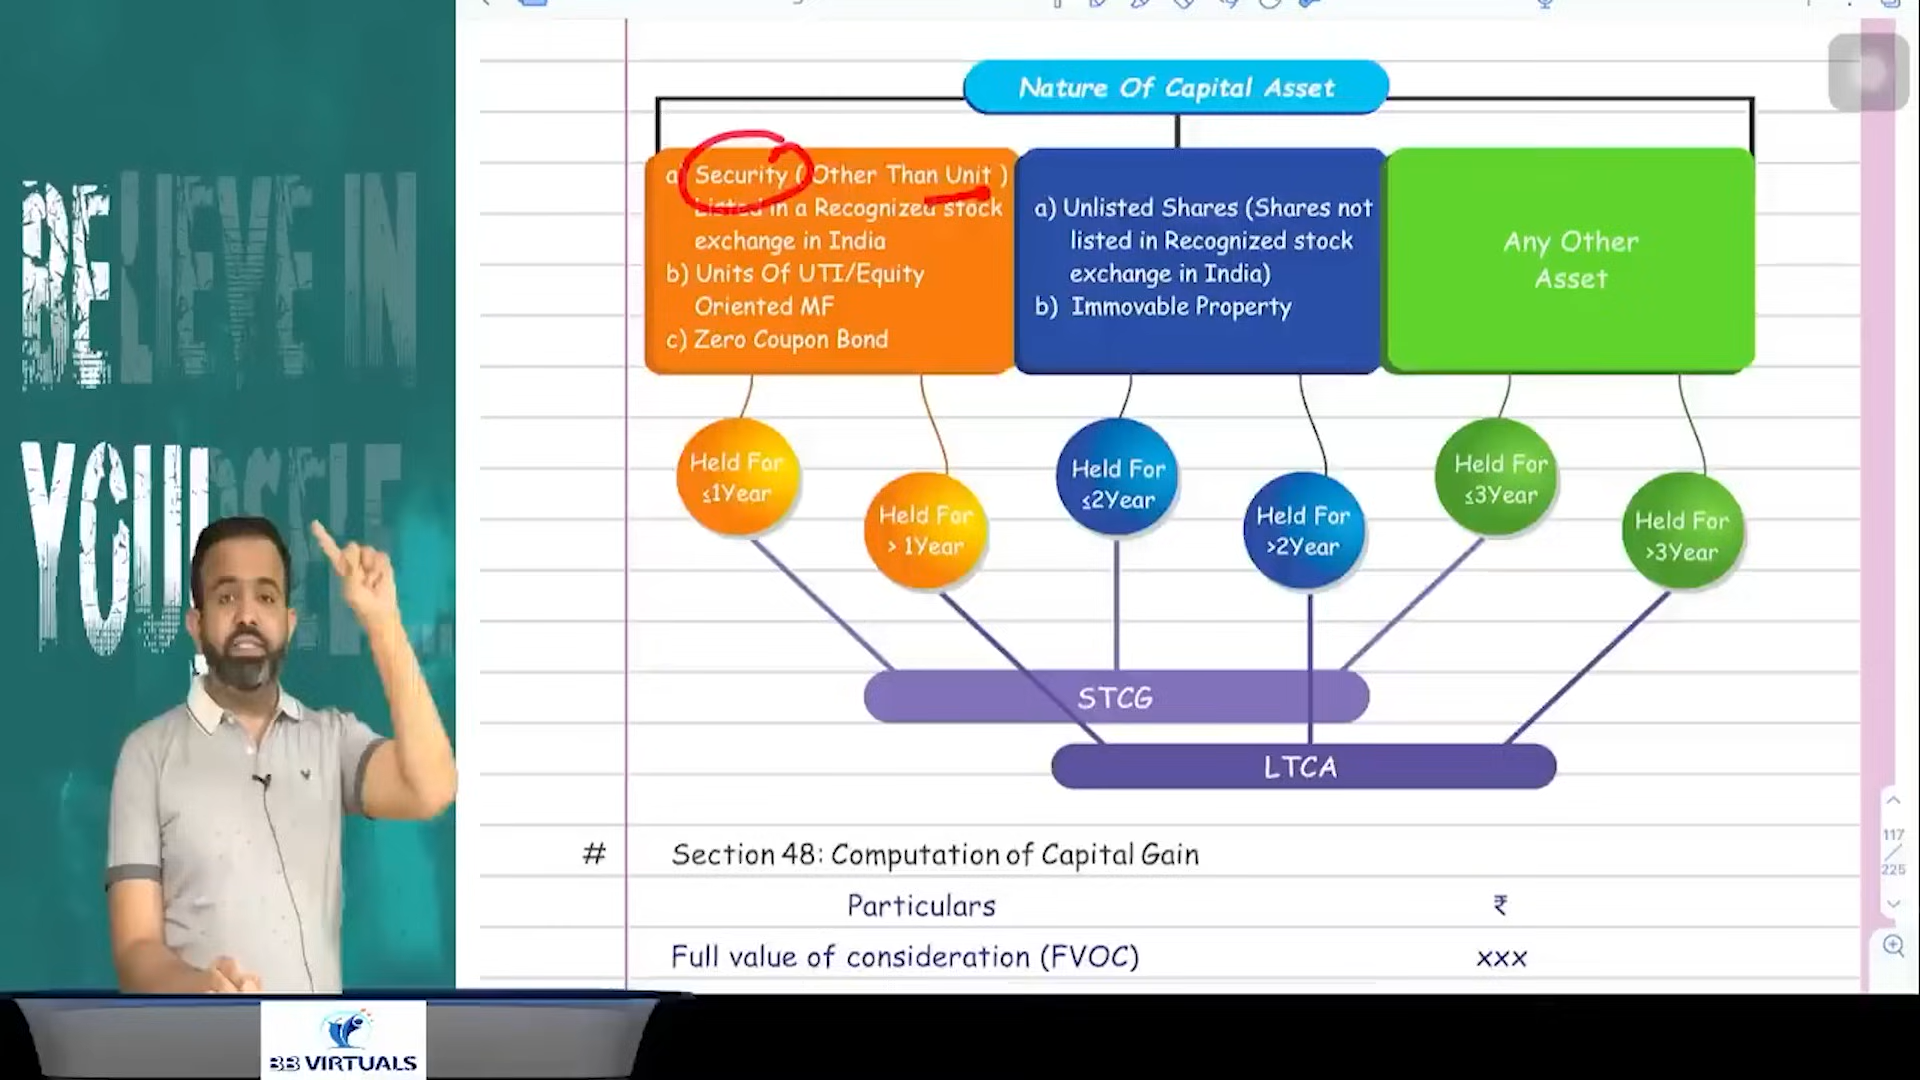 BELIEVE IN
YOU
Nature Of Capital Asset
a) Security ( Other Than Unit )
Listed in a Recognized stock
exchange in India
b) Units Of UTI/Equity
Oriented MF
c) Zero Coupon Bond
a) Unlisted Shares (Shares not
listed in Recognized stock
exchange in India)
b) Immovable Property
Any Other
Asset
Held For
≤1Year
Held For
> 1Year
Held For
≤2Year
Held For
>2Year
Held For
≤3Year
Held For
>3Year
STCG
LTCA
# Section 48: Computation of Capital Gain
Particulars ₹
Full value of consideration (FVOC) xxx
117
225
BB VIRTUALS